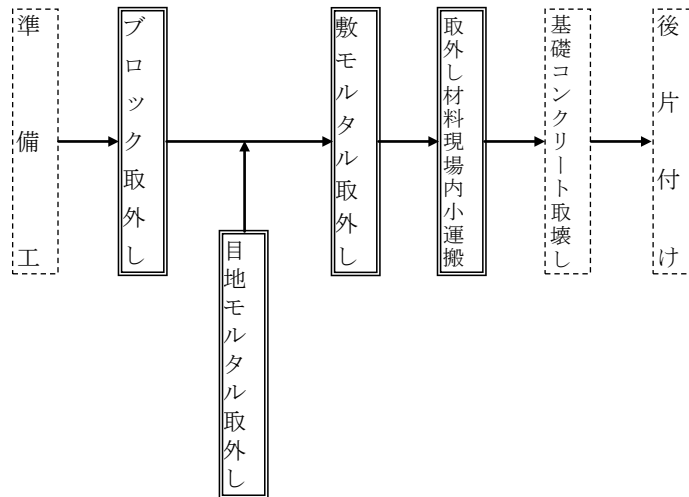 準備工
ブロック取外し
目地モルタル取外し
敷モルタル取外し
取外し材料現場内小運搬
基礎コンクリート取壊し
後片付け